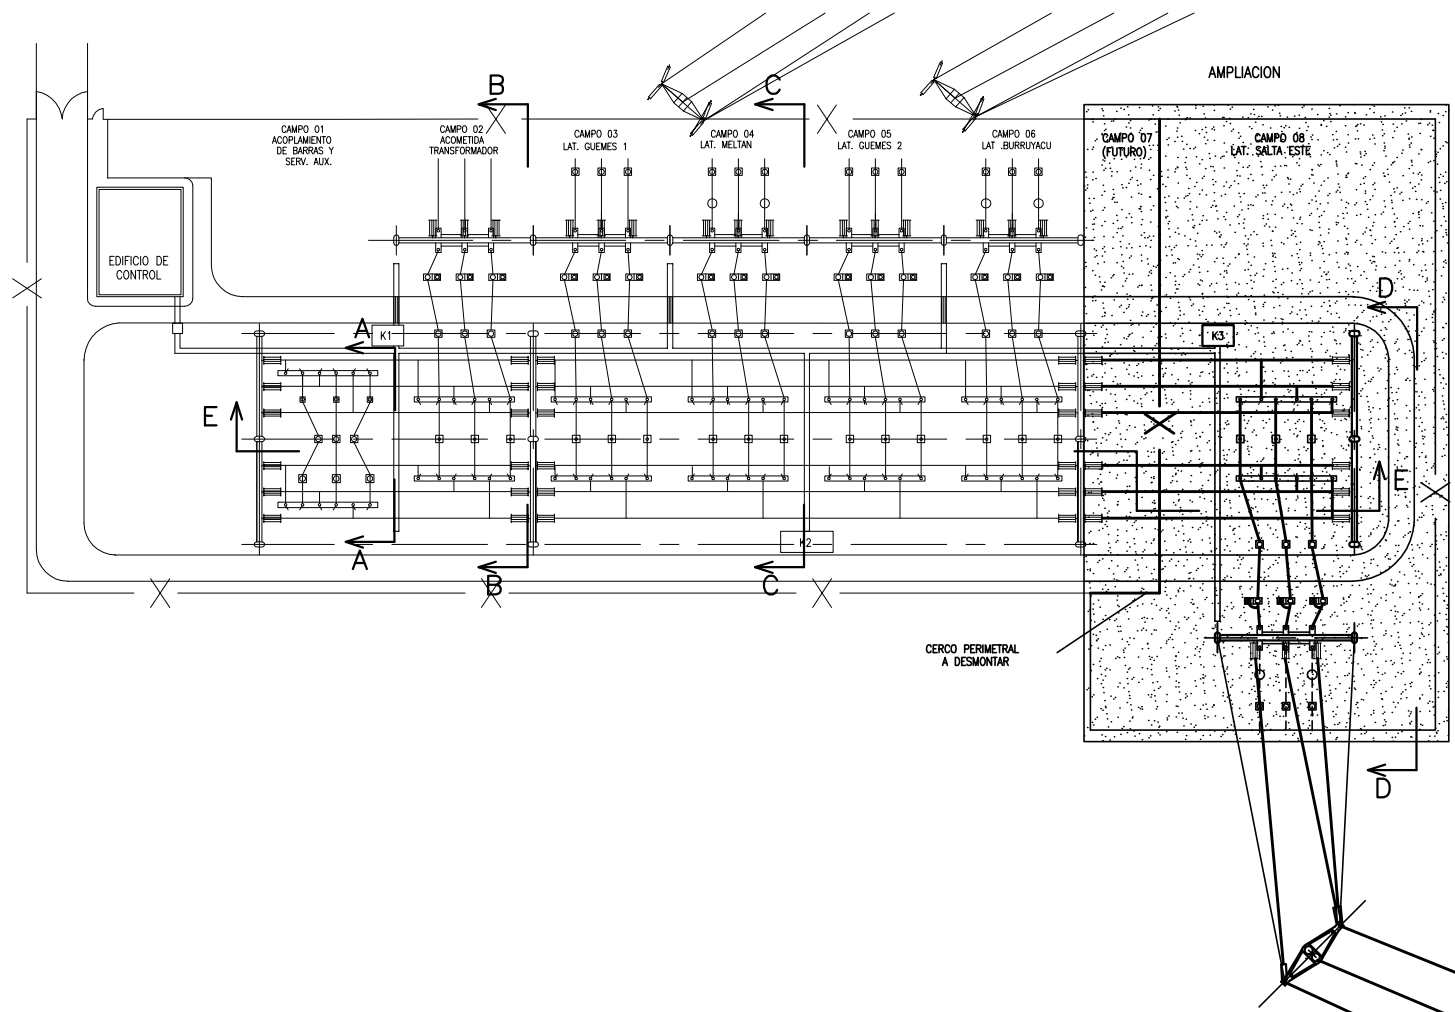 AMPLIACION
B
C
CAMPO 01
ACOPLAMIENTO
DE BARRAS Y
SERV. AUX.
CAMPO 02
ACOMETIDA
TRANSFORMADOR
CAMPO 03
LAT. GUEMES 1
CAMPO 04
LAT. MELTAN
CAMPO 05
LAT. GUEMES 2
CAMPO 06
LAT .BURRUYACU
CAMPO 07
(FUTURO)
CAMPO 08
LAT. SALTA ESTE
EDIFICIO DE
CONTROL
D
A
K1
K3
E
E
K2
A
B
C
CERCO PERIMETRAL
A DESMONTAR
D